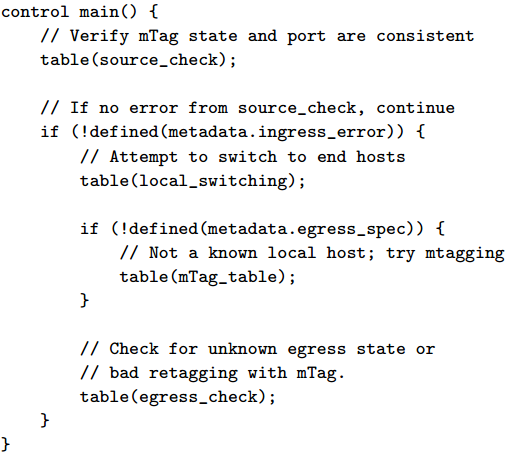 control main() {
    // Verify mTag state and port are consistent
    table(source_check);

    // If no error from source_check, continue
    if (!defined(metadata.ingress_error)) {
        // Attempt to switch to end hosts
        table(local_switching);

        if (!defined(metadata.egress_spec)) {
            // Not a known local host; try mtagging
            table(mTag_table);
        }

        // Check for unknown egress state or
        // bad retagging with mTag.
        table(egress_check);
    }
}